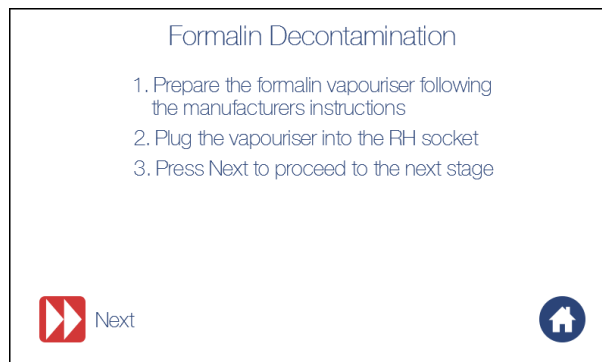 Formalin Decontamination
1. Prepare the formalin vapouriser following
the manufacturers instructions
2. Plug the vapouriser into the RH socket
3. Press Next to proceed to the next stage
Next